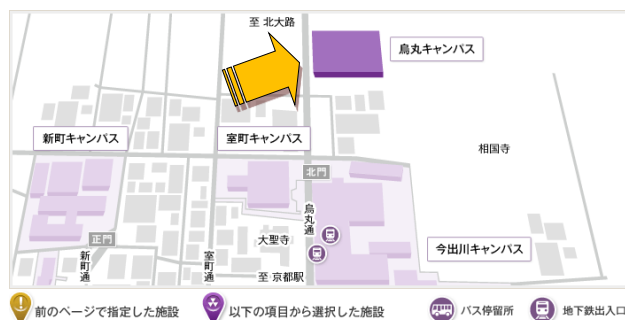 至 北大路
烏丸キャンパス
新町キャンパス
室町キャンパス
相国寺
北門
烏丸通
正門
大聖寺
今出川キャンパス
新町通
室町通
至 京都駅
前のページで指定した施設
以下の項目から選択した施設
バス停留所
地下鉄出入口